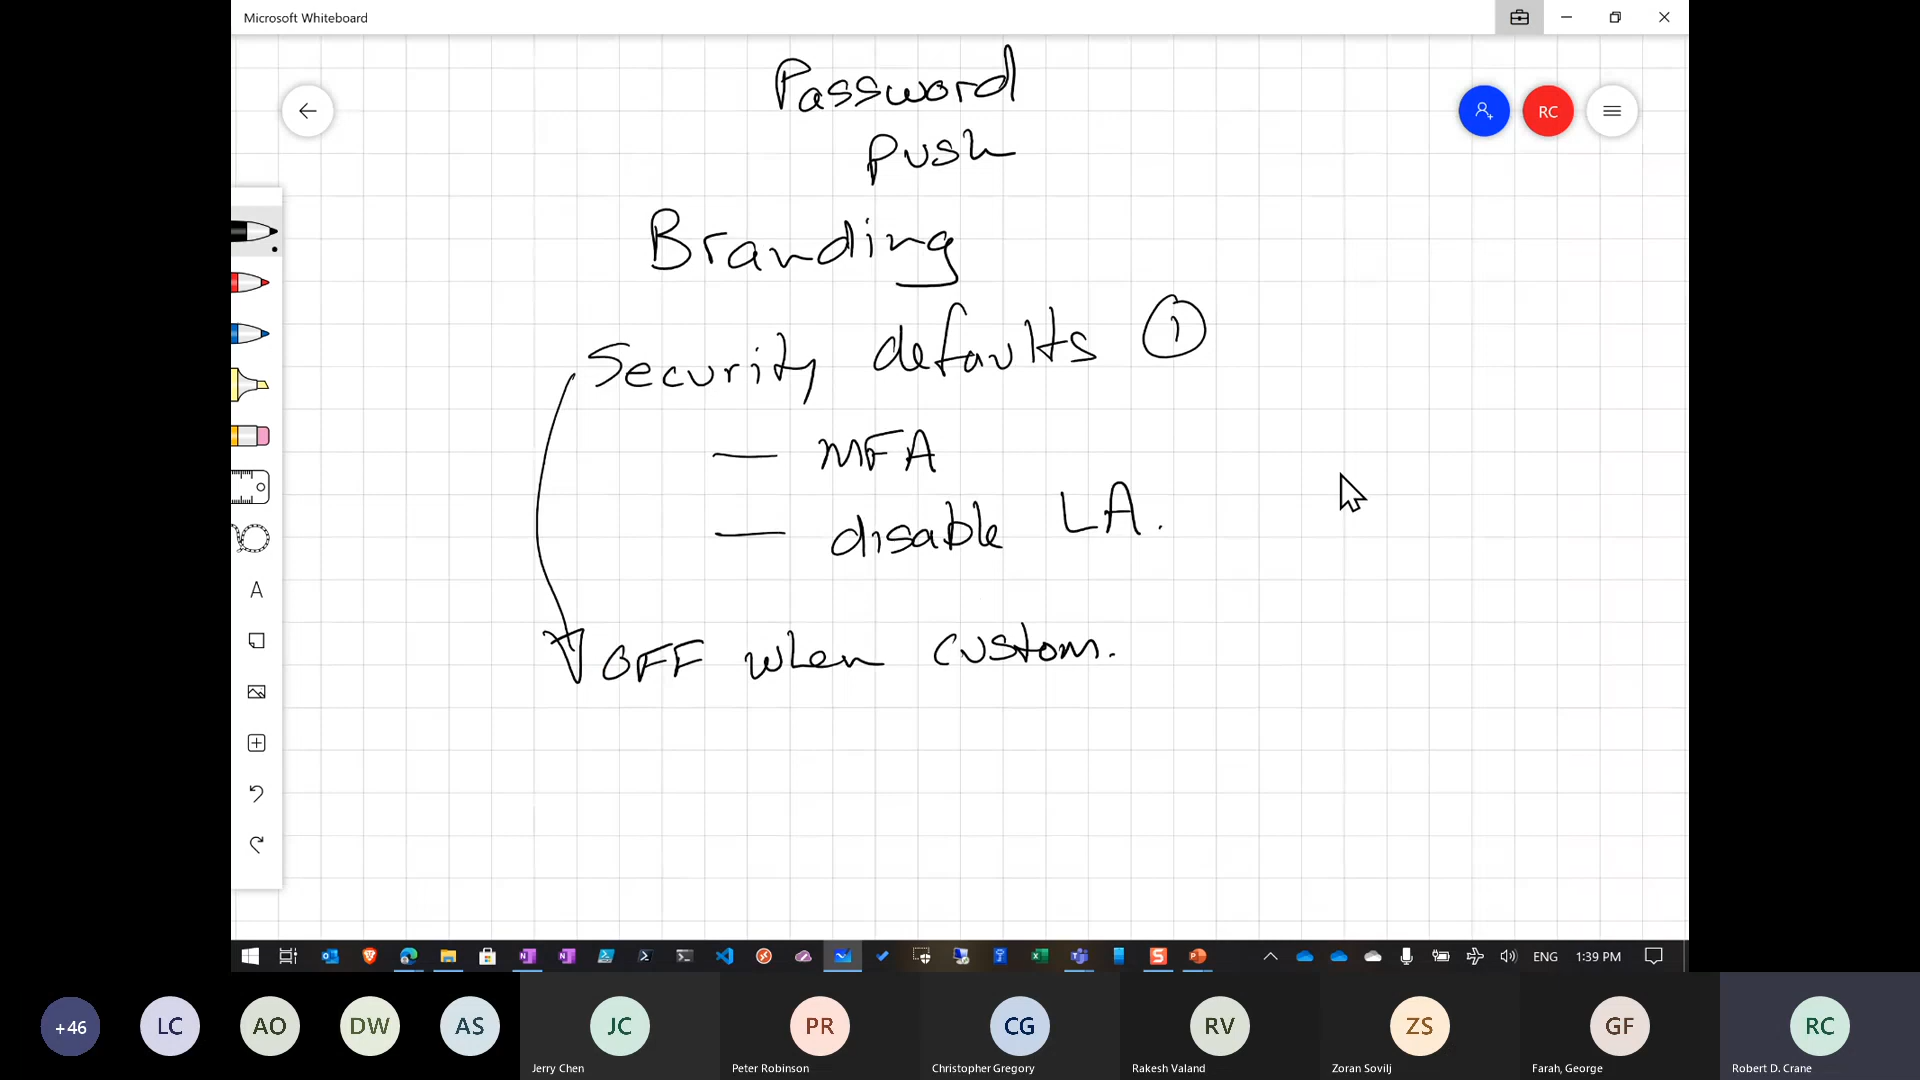 Microsoft Whiteboard
Password
Push
Branding
Security defaults ①
RC
— MFA
— disable LA.
OFF when custom.
A
ENG 1:39 PM
+46 LC AO DW AS JC PR CG RV ZS GF RC
Jerry Chen Peter Robinson Christopher Gregory Rakesh Valand Zoran Sovilj Farah, George Robert D. Crane